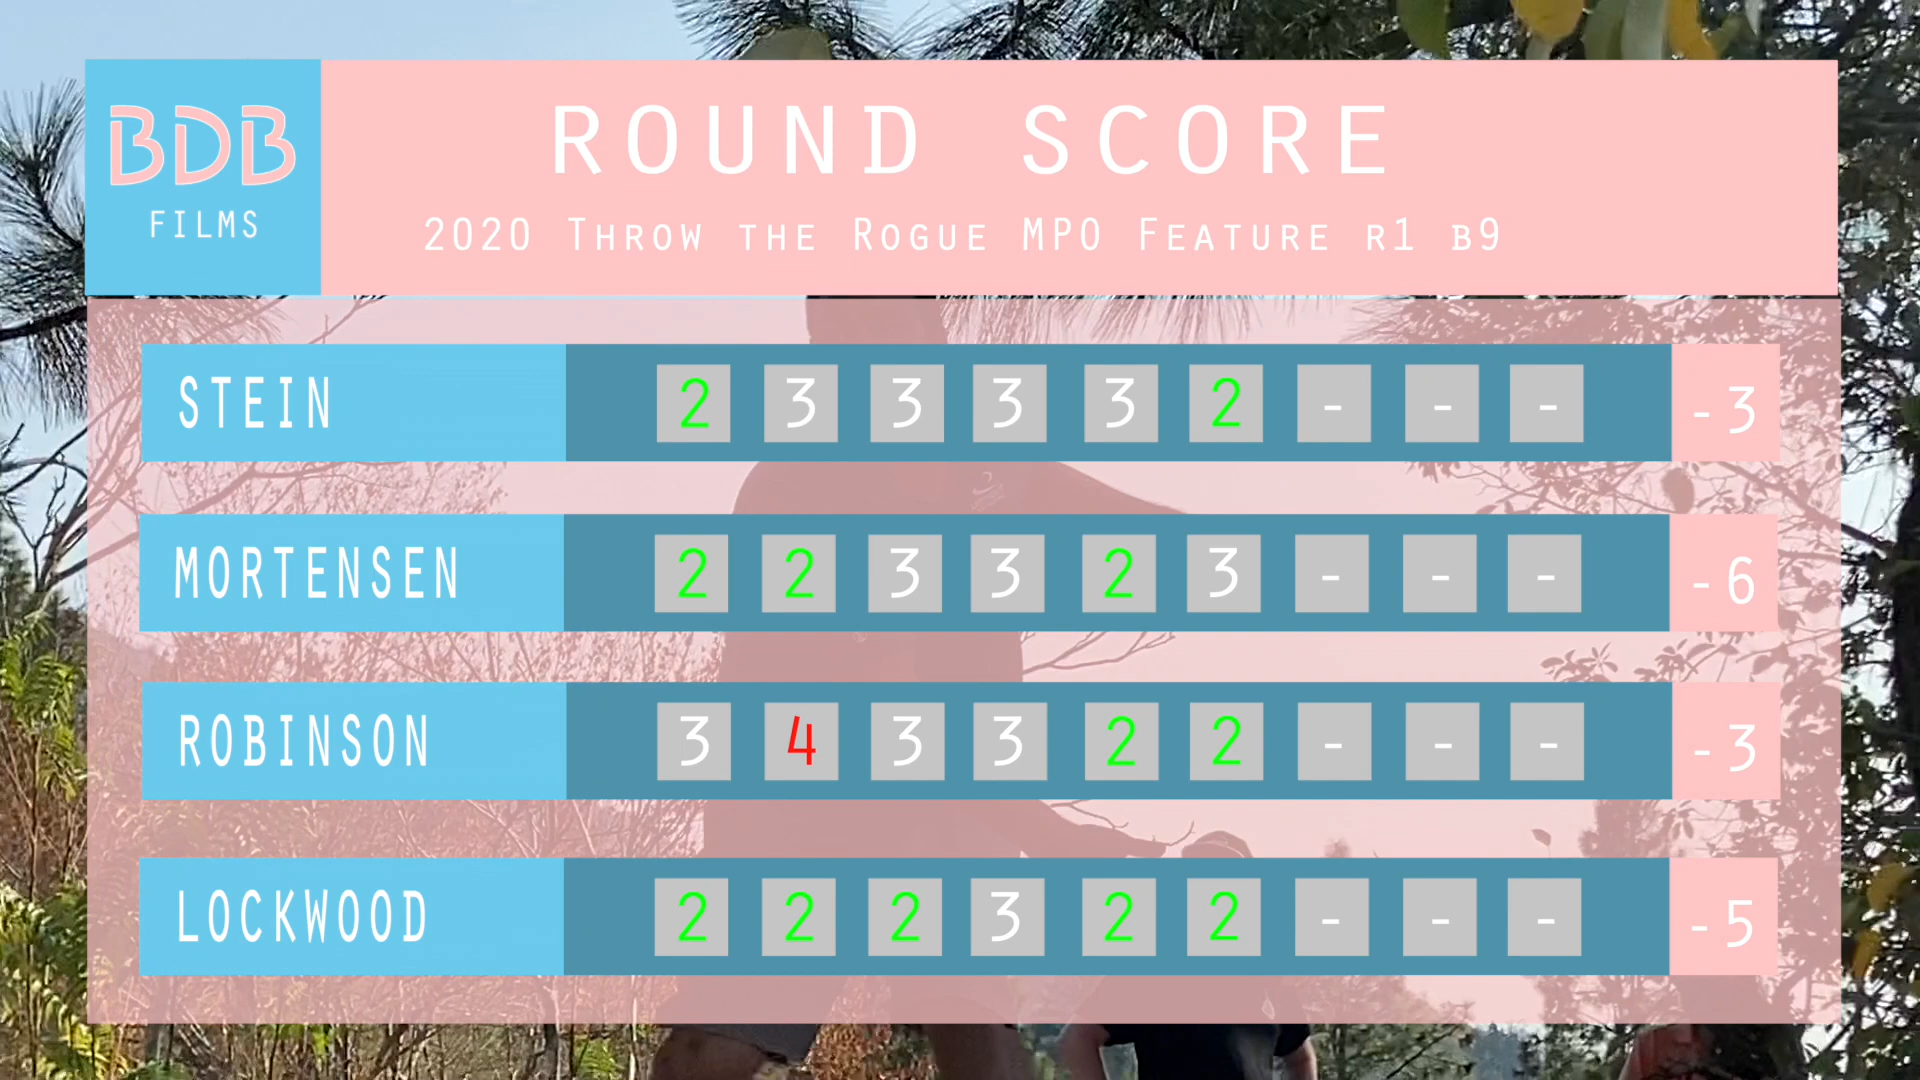 BDB
FILMS
ROUND SCORE
2020 THROW THE ROGUE MPO FEATURE R1 B9
STEIN 2 3 3 3 3 2 - - - -3
MORTENSEN 2 2 3 3 2 3 - - - -6
ROBINSON 3 4 3 3 2 2 - - - -3
LOCKWOOD 2 2 2 3 2 2 - - - -5